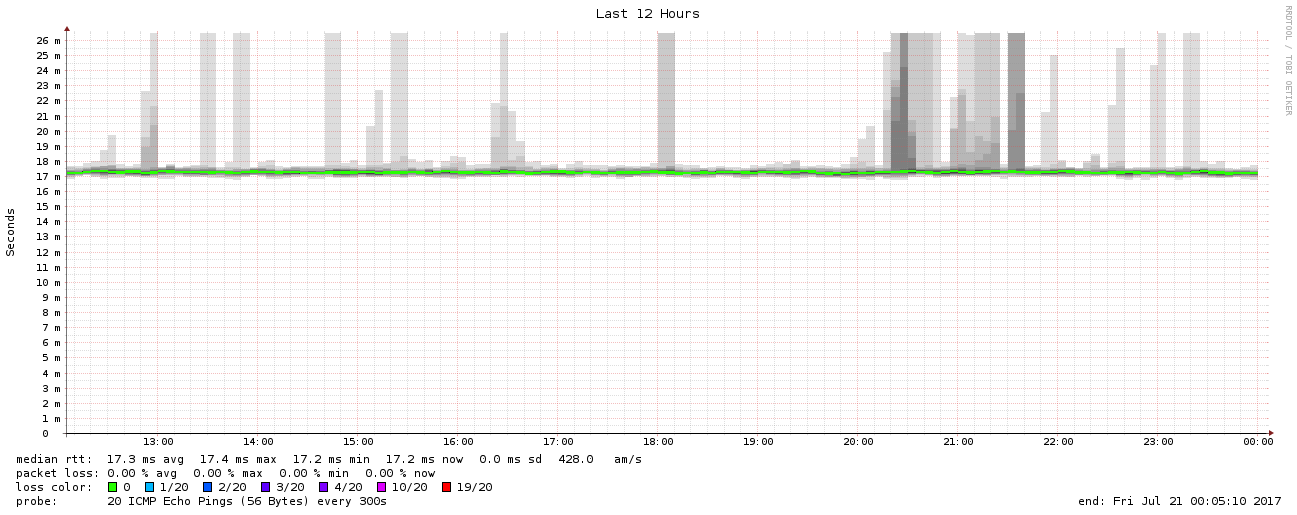 Last 12 Hours
RRDTOOL / TOBI OETIKER
Seconds
26 m
25 m
24 m
23 m
22 m
21 m
20 m
19 m
18 m
17 m
16 m
15 m
14 m
13 m
12 m
11 m
10 m
9 m
8 m
7 m
6 m
5 m
4 m
3 m
2 m
1 m
0
13:00 14:00 15:00 16:00 17:00 18:00 19:00 20:00 21:00 22:00 23:00 00:00
median rtt: 17.3 ms avg 17.4 ms max 17.2 ms min 17.2 ms now 0.0 ms sd 428.0 am/s
packet loss: 0.00 % avg 0.00 % max 0.00 % min 0.00 % now
loss color: 0 1/20 2/20 3/20 4/20 10/20 19/20
probe: 20 ICMP Echo Pings (56 Bytes) every 300s end: Fri Jul 21 00:05:10 2017